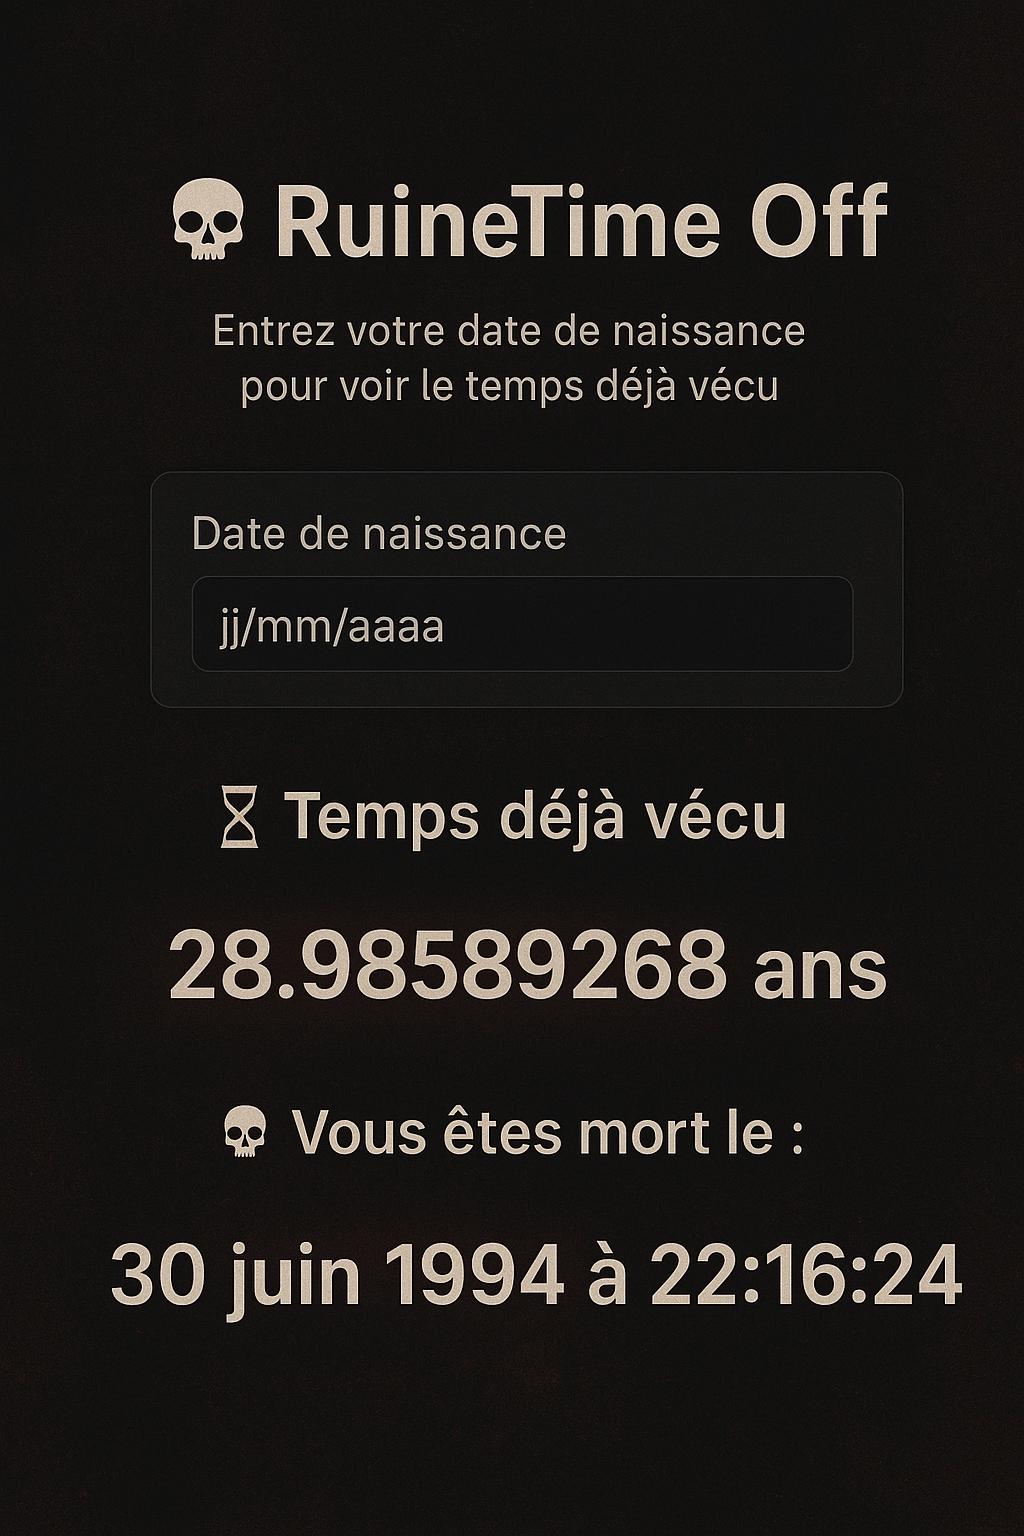 💀 RuineTime Off
Entrez votre date de naissance
pour voir le temps déjà vécu
Date de naissance
jj/mm/aaaa
⏳ Temps déjà vécu
28.98589268 ans
💀 Vous êtes mort le :
30 juin 1994 à 22:16:24